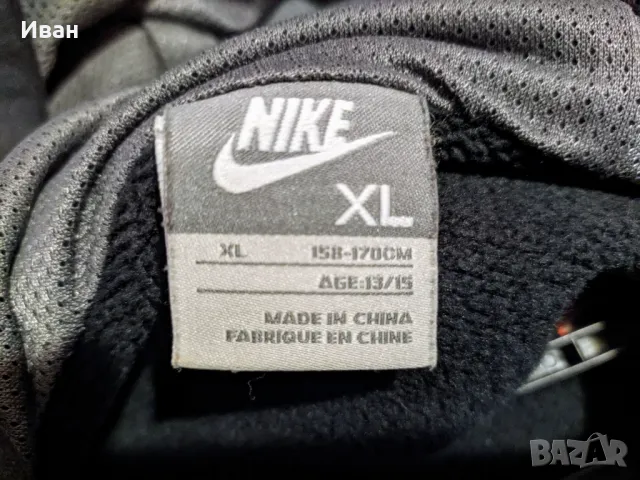 Иван
NIKE
XL
XL 158-170CM
AGE:13/15
MADE IN CHINA
FABRIQUE EN CHINE
BAZAR